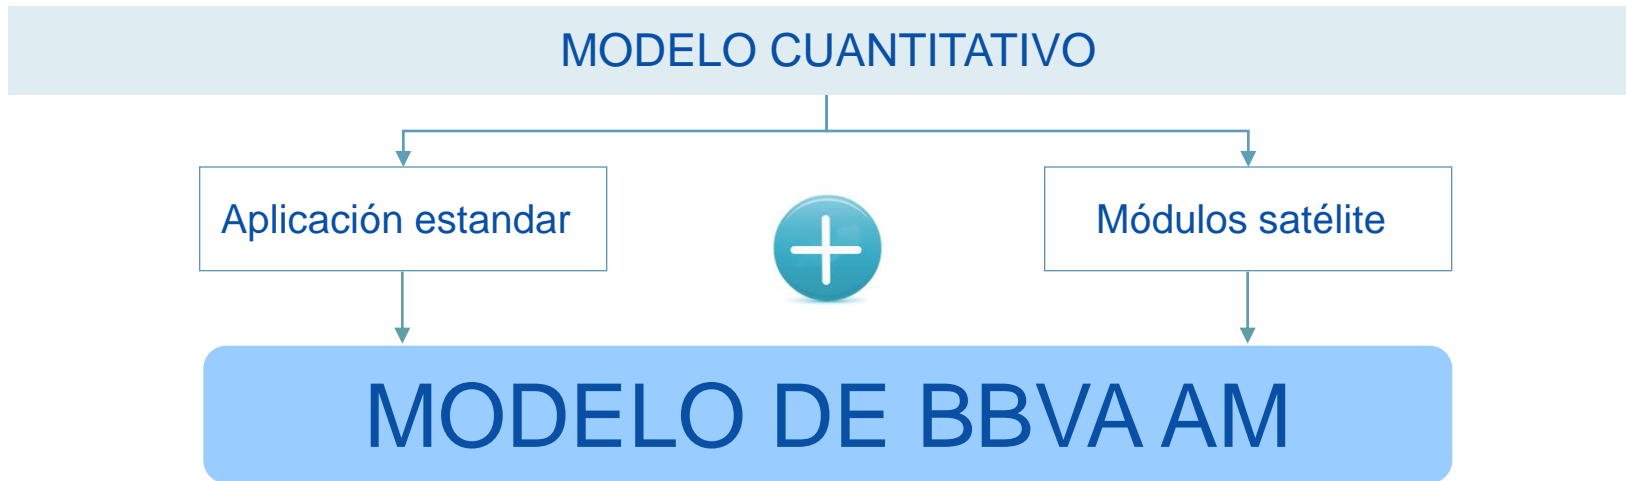 MODELO CUANTITATIVO
Aplicación estandar
Módulos satélite
MODELO DE BBVA AM